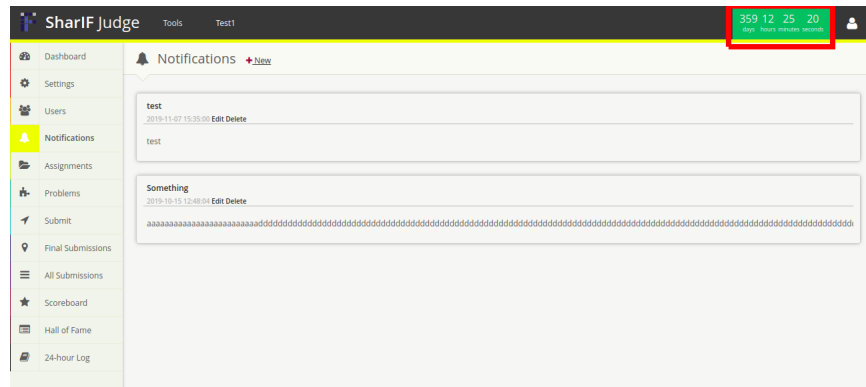 SharIF Judge
Tools
Test1
359 12 25 20
days hours minutes seconds
Dashboard
Settings
Users
Notifications
Assignments
Problems
Submit
Final Submissions
All Submissions
Scoreboard
Hall of Fame
24-hour Log
Notifications +New
test
2019-11-07 15:35:00 Edit Delete
test
Something
2019-10-15 12:48:04 Edit Delete